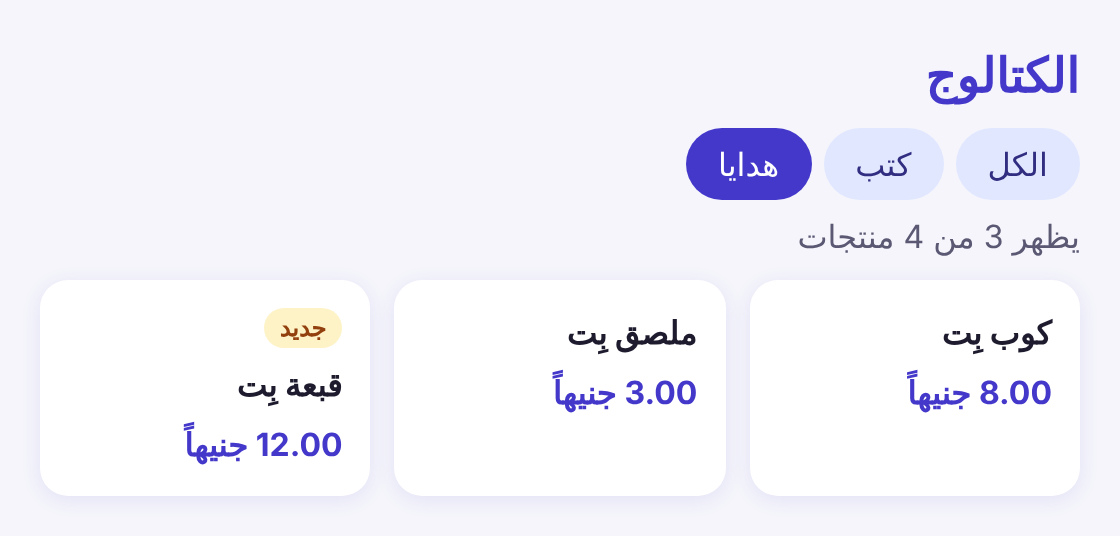 الكتالوج
الكل
كتب
هدايا
يظهر 3 من 4 منتجات
كوب بِت
8.00 جنيهاً
ملصق بِت
3.00 جنيهاً
جديد
قبعة بِت
12.00 جنيهاً